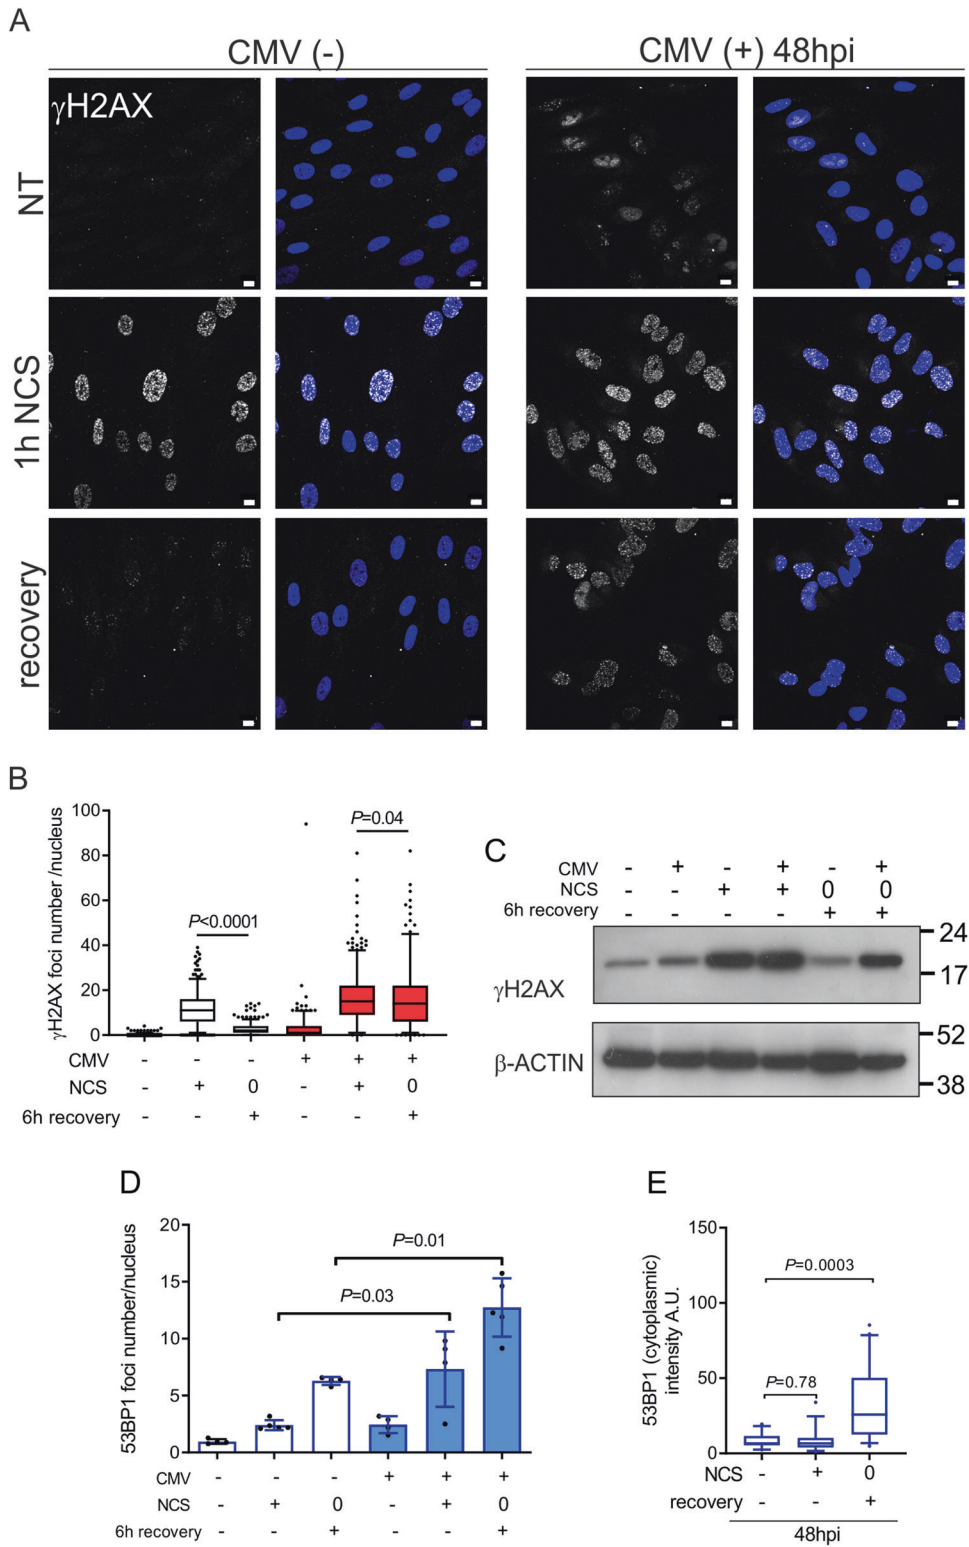 A
CMV (-)
CMV (+) 48hpi
γH2AX
NT
1h NCS
recovery
B
γH2AX foci number /nucleus
100
80
60
40
20
0
P<0.0001
P=0.04
CMV - - - + + +
NCS - + 0 - + 0
6h recovery - - + - - +
C
CMV - + - + - +
NCS - - + + 0 0
6h recovery - - - - + +
γH2AX
24
17
β-ACTIN
52
38
D
53BP1 foci number/nucleus
20
15
10
5
0
P=0.01
P=0.03
CMV - - - + + +
NCS - + 0 - + 0
6h recovery - - + - - +
E
53BP1 (cytoplasmic)
intensity A.U.
150
100
50
0
P=0.0003
P=0.78
NCS - + 0
recovery - - +
48hpi